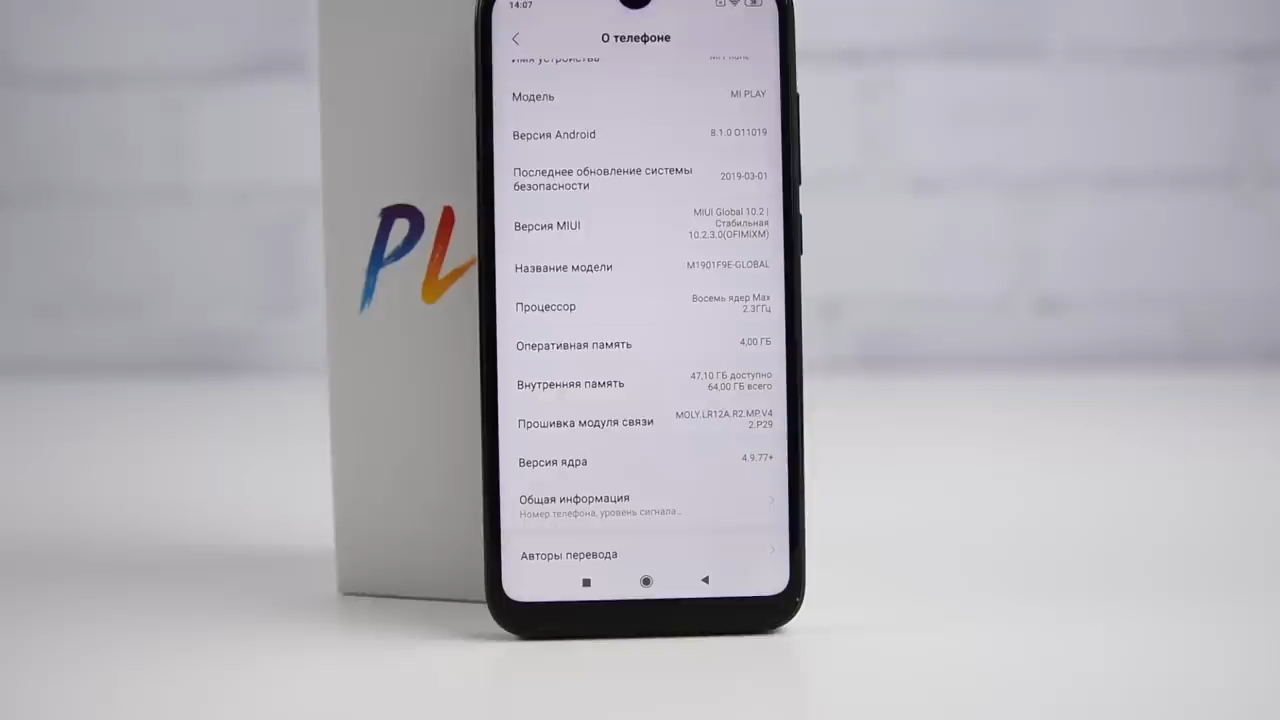 14:07
О телефоне
Имя устройства
Модель MI PLAY
Версия Android 8.1.0 O11019
Последнее обновление системы
безопасности 2019-03-01
Версия MIUI
MIUI Global 10.2 |
Стабильная
10.2.3.0(OFIMIXM)
Название модели M1901F9E-GLOBAL
Процессор
Восемь ядер Max
2.3ГГц
Оперативная память 4,00 ГБ
Внутренняя память
47,10 ГБ доступно
64,00 ГБ всего
Прошивка модуля связи
MOLY.LR12A.R2.MP.V4
2.P29
Версия ядра 4.9.77+
Общая информация
Номер телефона, уровень сигнала...
Авторы перевода
PL